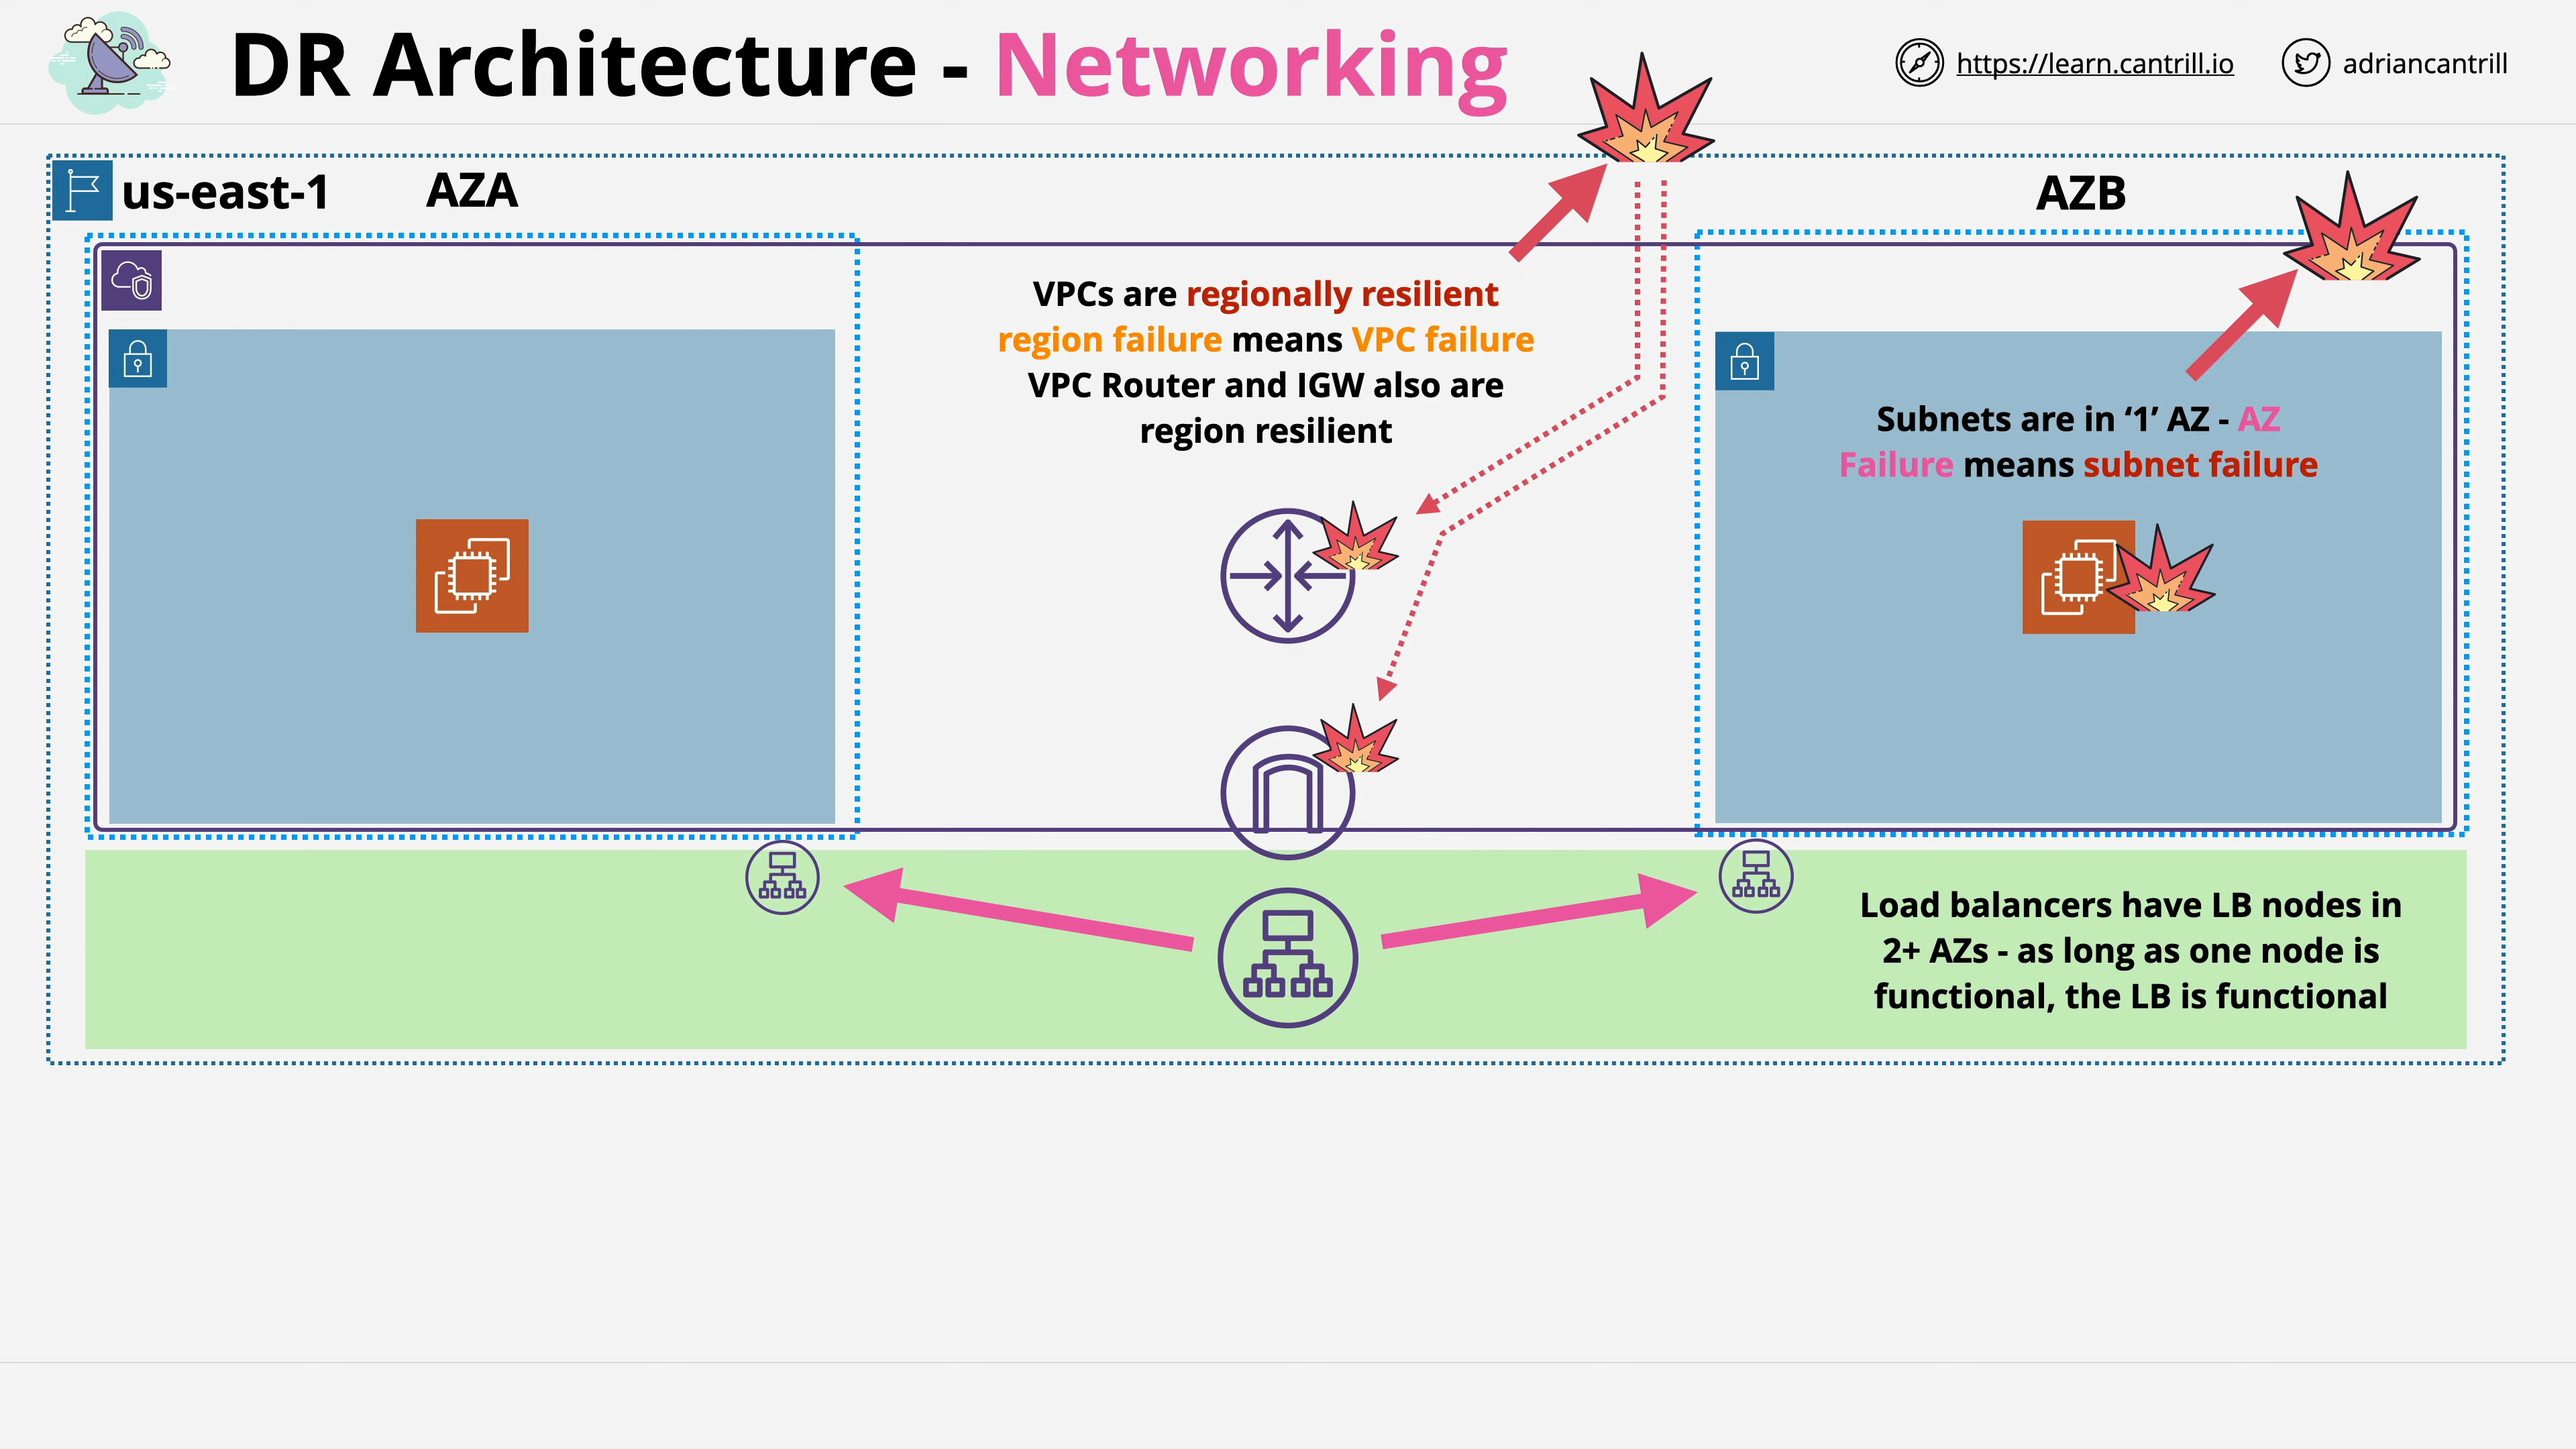 DR Architecture - Networking
https://learn.cantrill.io
adriancantrill
us-east-1
AZA
AZB
VPCs are regionally resilient
region failure means VPC failure
VPC Router and IGW also are
region resilient
Subnets are in ‘1’ AZ - AZ
Failure means subnet failure
Load balancers have LB nodes in
2+ AZs - as long as one node is
functional, the LB is functional